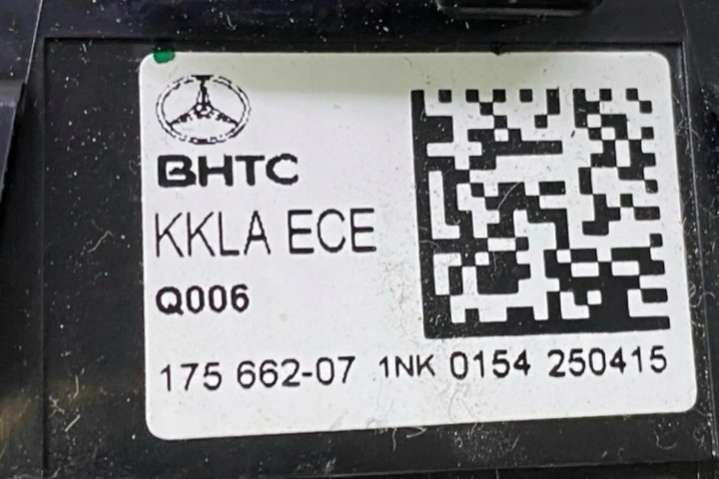 BHTC
KKLA ECE
Q006
175 662-07 1NK 0154 250415